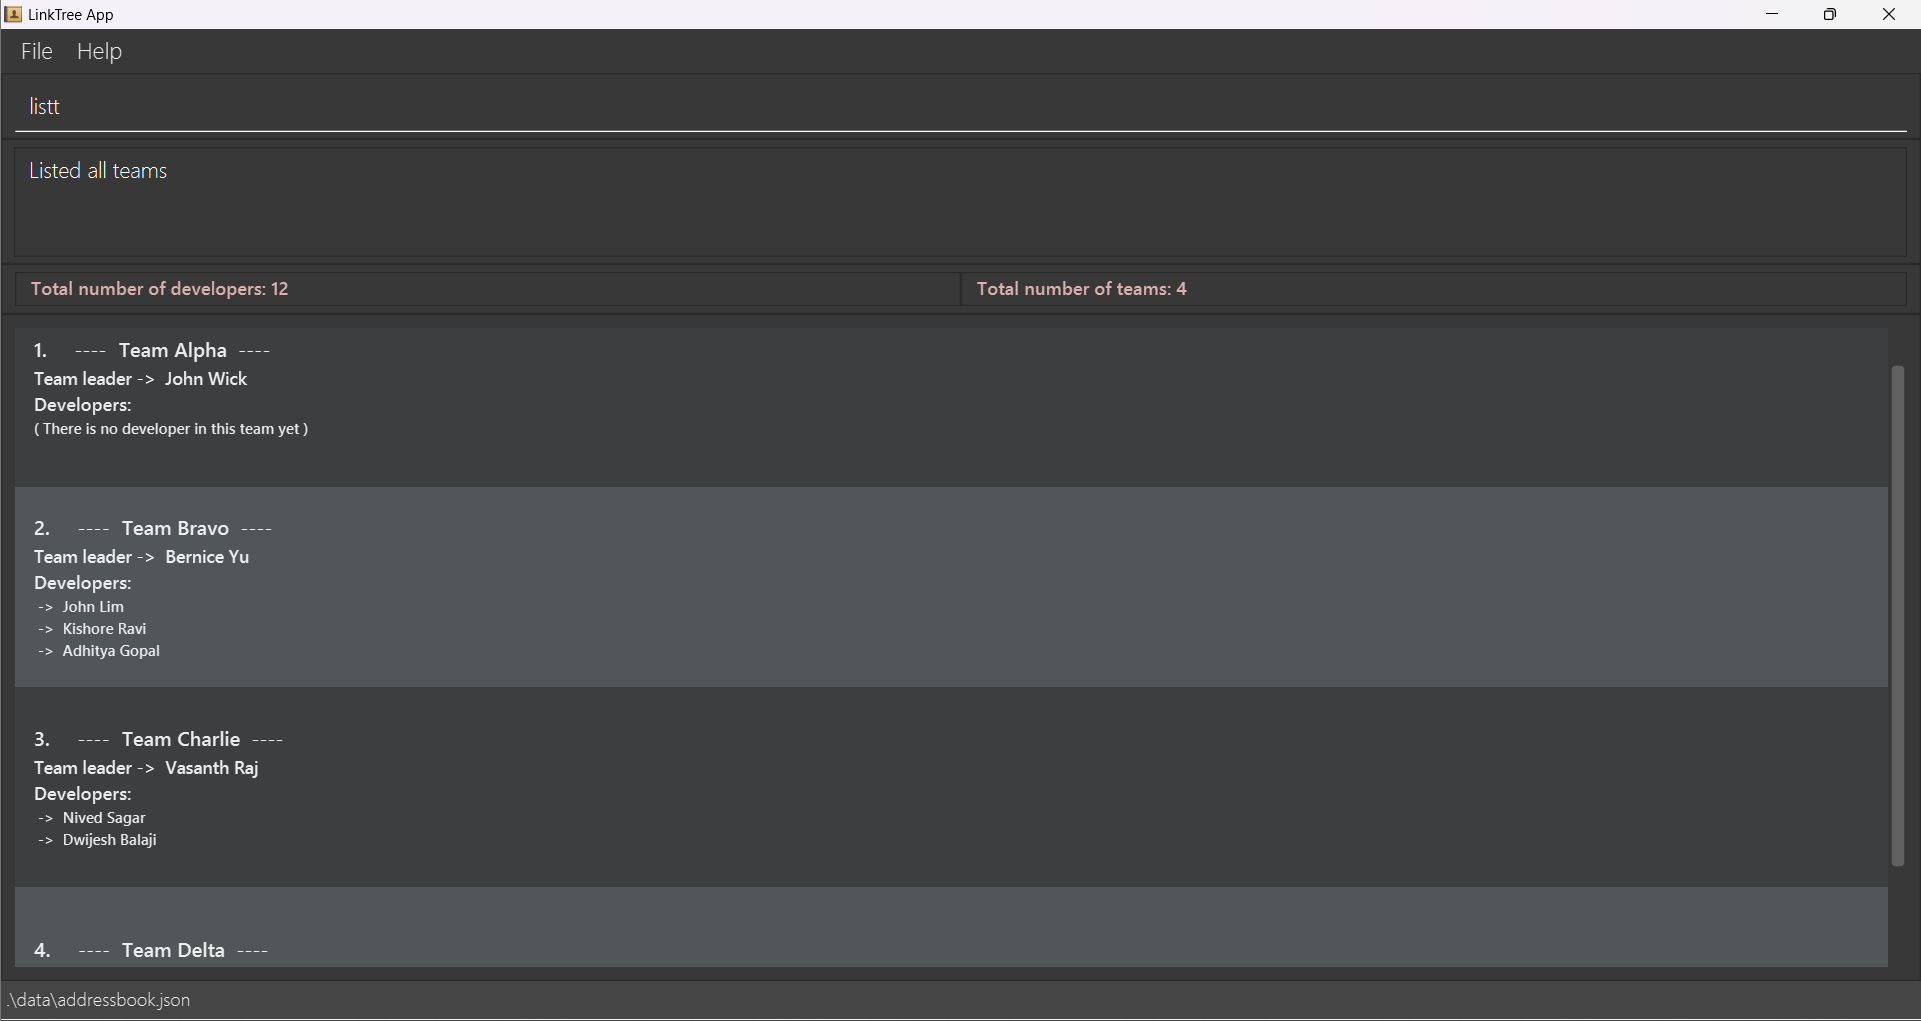 LinkTree App
File Help
listt
Listed all teams
Total number of developers: 12 Total number of teams: 4
1. ---- Team Alpha ----
Team leader -> John Wick
Developers:
( There is no developer in this team yet )
2. ---- Team Bravo ----
Team leader -> Bernice Yu
Developers:
-> John Lim
-> Kishore Ravi
-> Adhitya Gopal
3. ---- Team Charlie ----
Team leader -> Vasanth Raj
Developers:
-> Nived Sagar
-> Dwijesh Balaji
4. ---- Team Delta ----
.\data\addressbook.json